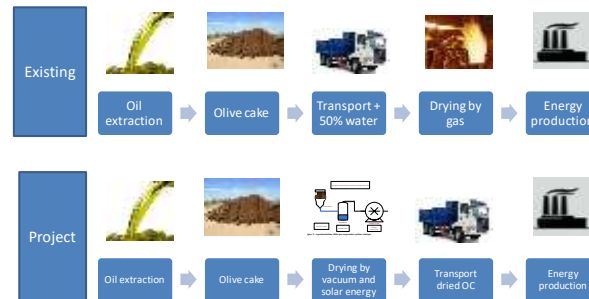 Existing
Oil
extraction
Olive cake
Transport +
50% water
Drying by
gas
Energy
production
Project
Oil extraction
Olive cake
Drying by
vacuum and
solar energy
Transport
dried OC
Energy
production